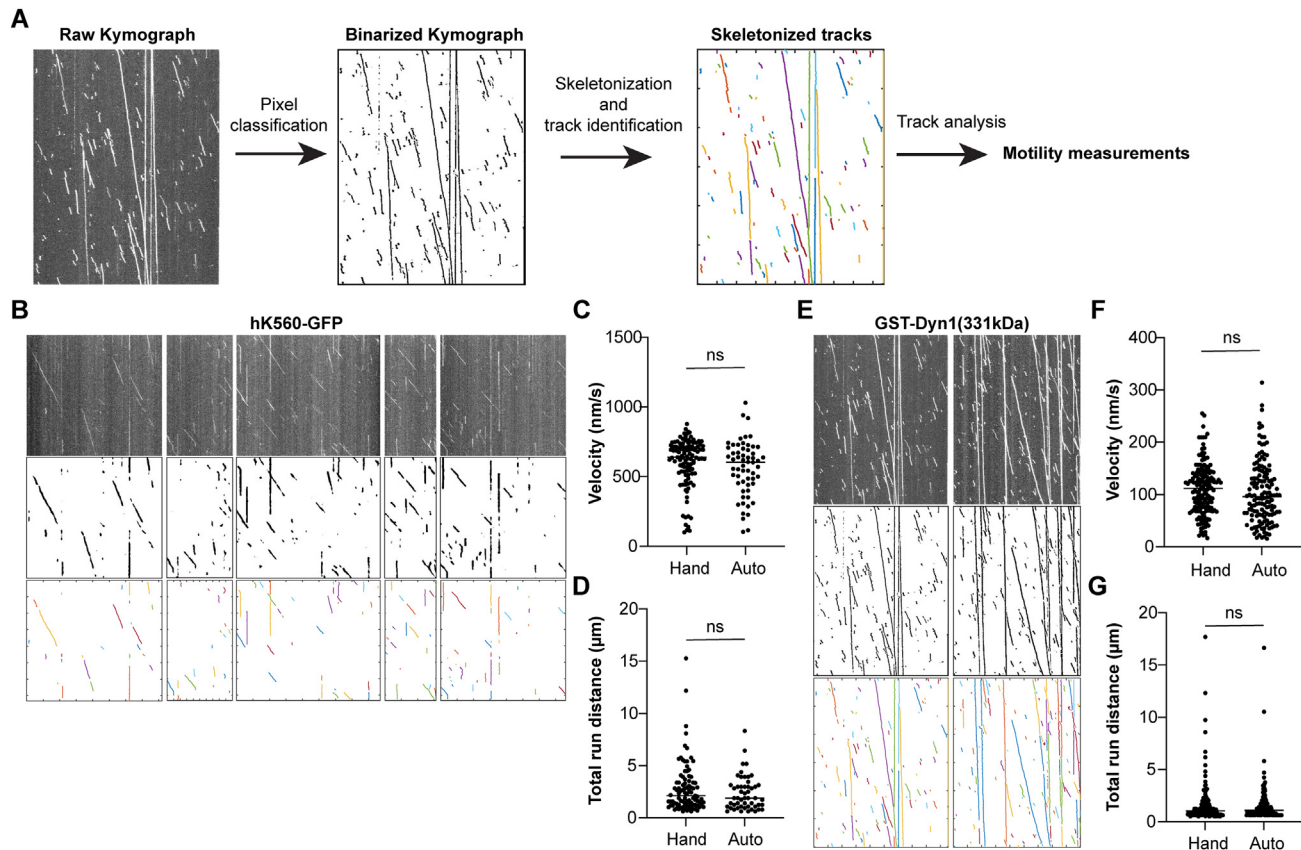 A
Raw Kymograph
Pixel
classification
Binarized Kymograph
Skeletonization
and
track identification
Skeletonized tracks
Track analysis
Motility measurements
B
hK560-GFP
C
1500
1000
500
0
Velocity (nm/s)
ns
Hand
Auto
D
20
15
10
5
0
Total run distance (µm)
ns
Hand
Auto
E
GST-Dyn1(331kDa)
F
400
300
200
100
0
Velocity (nm/s)
ns
Hand
Auto
G
20
15
10
5
0
Total run distance (µm)
ns
Hand
Auto